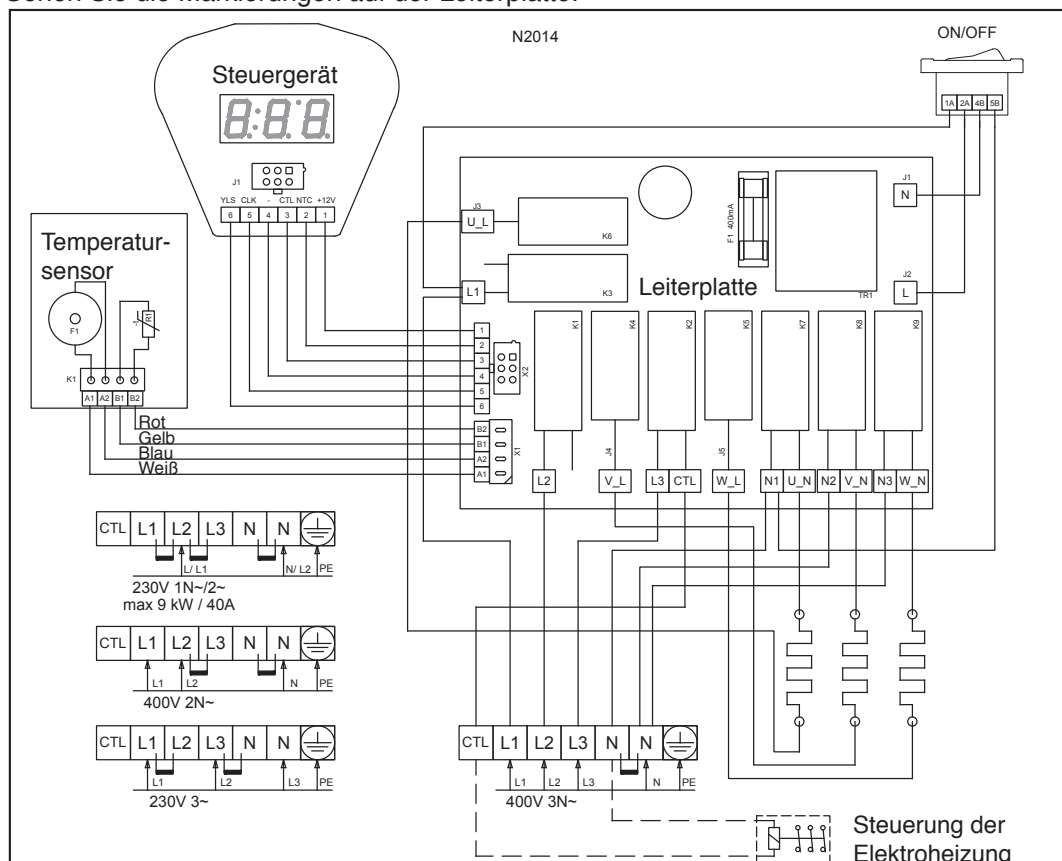 Sehen Sie die Markierungen auf der Leiterplatte.
N2014
ON/OFF
Steuergerät
8:8'8
1A 2A 4B 5B
J1
YLS CLK - CTL NTC +12V
6 5 4 3 2 1
J3
U_L
K6
F1 400mA
TR1
J1
N
Temperatur-
sensor
F1
R1
-t
K1
A1 A2 B1 B2
L1
K3
Leiterplatte
J2
L
1
2
3
4
5
6
X2
K1
K4
K2
K5
K7
K8
K9
Rot
Gelb
Blau
Weiß
B2
B1
A2
A1
X1
J4
J5
L2
V_L
L3 CTL
W_L
N1 U_N N2 V_N N3 W_N
CTL L1 L2 L3 N N
L/ L1 N/ L2 PE
230V 1N~/2~
max 9 kW / 40A
CTL L1 L2 L3 N N
L1 L2 N PE
400V 2N~
CTL L1 L2 L3 N N
L1 L2 L3 PE
230V 3~
CTL L1 L2 L3 N N
L1 L2 L3 N PE
400V 3N~
Steuerung der
Elektroheizung